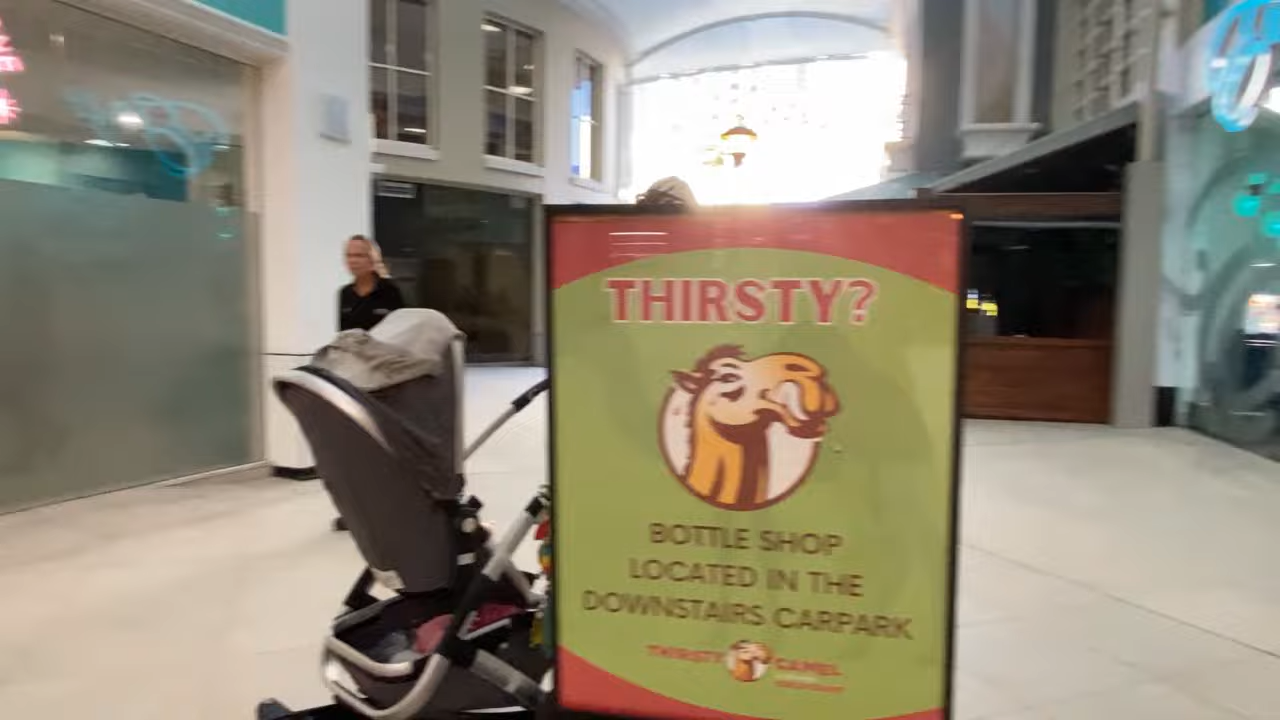 THIRSTY?
BOTTLE SHOP
LOCATED IN THE
DOWNSTAIRS CARPARK
THIRSTY CAMEL